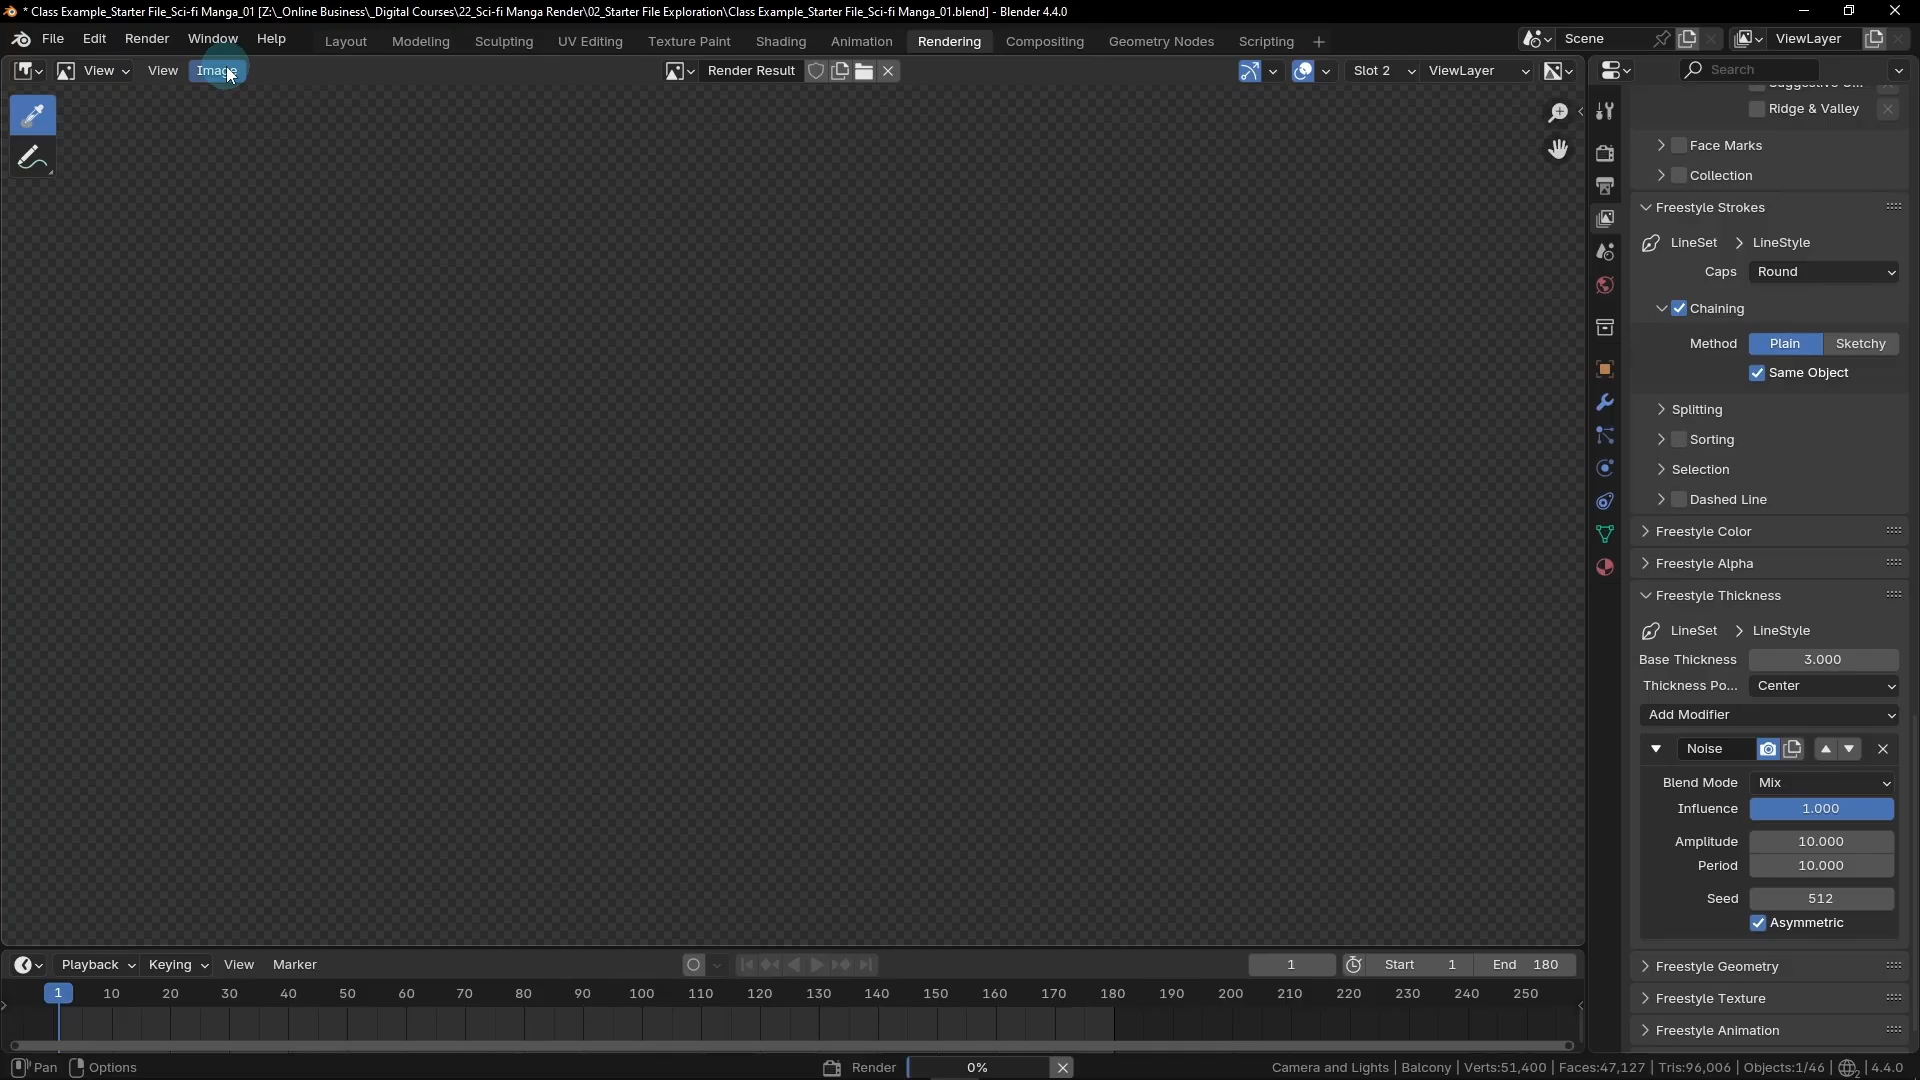 * Class Example_Starter File_Sci-fi Manga_01 [Z:\_Online Business\_Digital Courses\22_Sci-fi Manga Render\02_Starter File Exploration\Class Example_Starter File_Sci-fi Manga_01.blend] - Blender 4.4.0
File Edit Render Window Help Layout Modeling Sculpting UV Editing Texture Paint Shading Animation Rendering Compositing Geometry Nodes Scripting + Scene ViewLayer
View View Image Render Result Slot 2 ViewLayer Search
Ridge & Valley
Face Marks
Collection
Freestyle Strokes
LineSet > LineStyle
Caps Round
Chaining
Method Plain Sketchy
Same Object
Splitting
Sorting
Selection
Dashed Line
Freestyle Color
Freestyle Alpha
Freestyle Thickness
LineSet > LineStyle
Base Thickness 3.000
Thickness Po... Center
Add Modifier
Noise
Blend Mode Mix
Influence 1.000
Amplitude 10.000
Period 10.000
Seed 512
Asymmetric
Freestyle Geometry
Freestyle Texture
Freestyle Animation
Playback Keying View Marker 1 Start 1 End 180
1 10 20 30 40 50 60 70 80 90 100 110 120 130 140 150 160 170 180 190 200 210 220 230 240 250
Pan Options Render 0% Camera and Lights | Balcony | Verts:51,400 | Faces:47,127 | Tris:96,006 | Objects:1/46 | 2 | 4.4.0